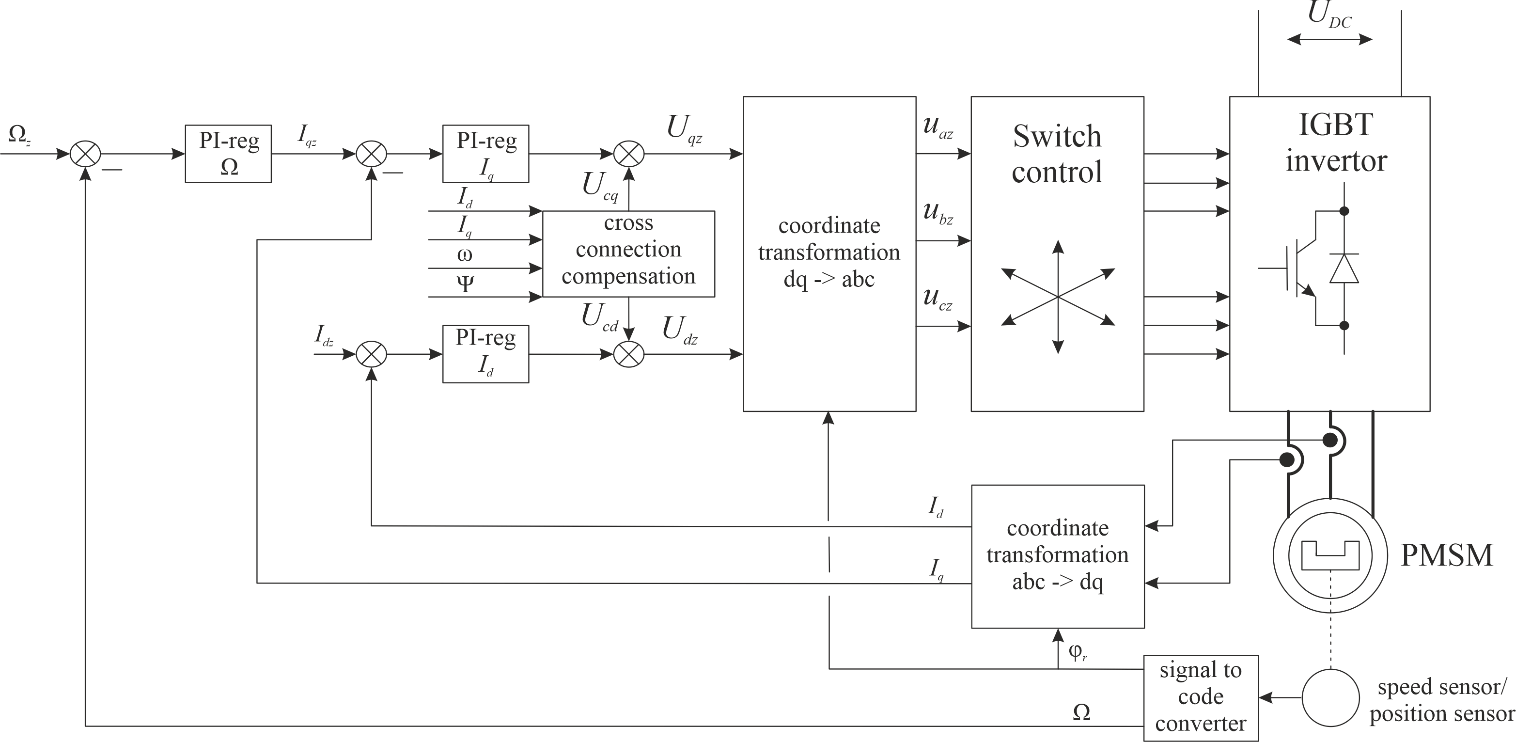 U_DC
Ω_z
PI-reg
Ω
I_qz
PI-reg
I_q
U_qz
U_cq
I_d
I_q
ω
Ψ
cross
connection
compensation
U_cd
I_dz
PI-reg
I_d
U_dz
coordinate
transformation
dq -> abc
u_az
u_bz
u_cz
Switch
control
IGBT
invertor
I_d
I_q
coordinate
transformation
abc -> dq
PMSM
φ_r
Ω
signal to
code
converter
speed sensor/
position sensor